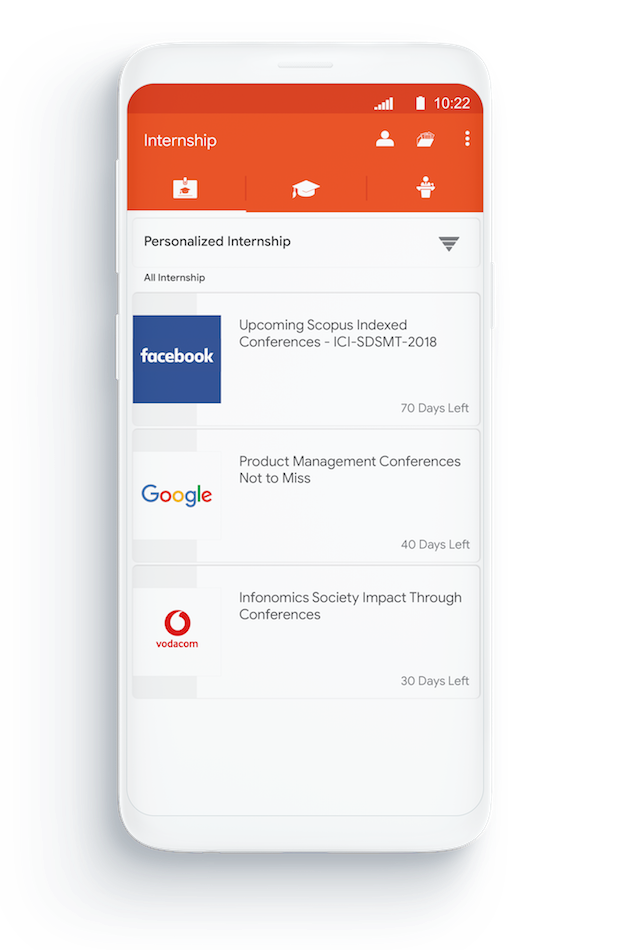 10:22
Internship
Personalized Internship
All Internship
facebook
Upcoming Scopus Indexed
Conferences - ICI-SDSMT-2018
70 Days Left
Google
Product Management Conferences
Not to Miss
40 Days Left
vodacom
Infonomics Society Impact Through
Conferences
30 Days Left